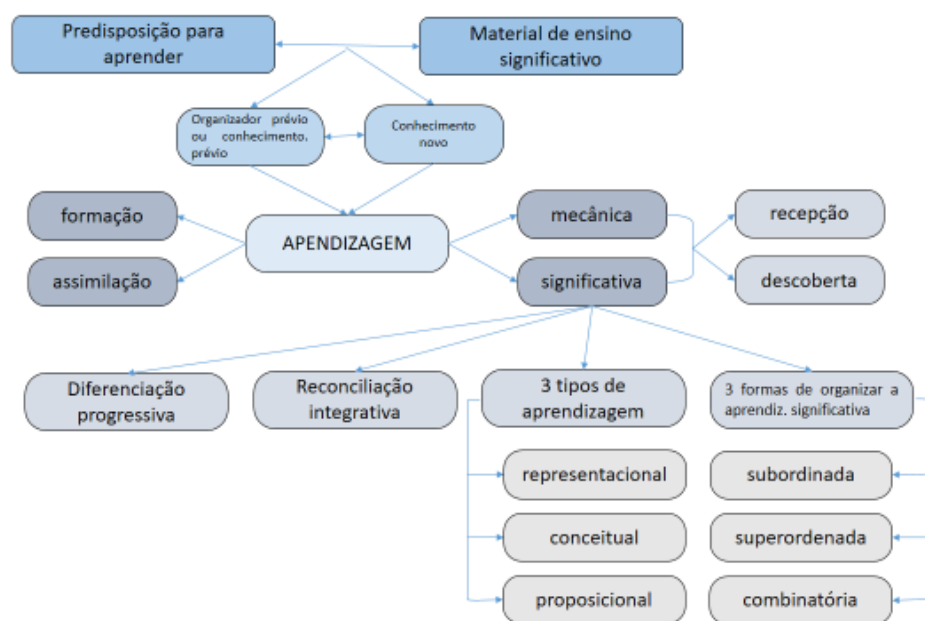 Predisposição para
aprender
Material de ensino
significativo
Organizador prévio
ou conhecimento.
prévio
Conhecimento
novo
formação
assimilação
APENDIZAGEM
mecânica
significativa
recepção
descoberta
Diferenciação
progressiva
Reconciliação
integrativa
3 tipos de
aprendizagem
3 formas de organizar a
aprendiz. significativa
representacional
conceitual
proposicional
subordinada
superordenada
combinatória